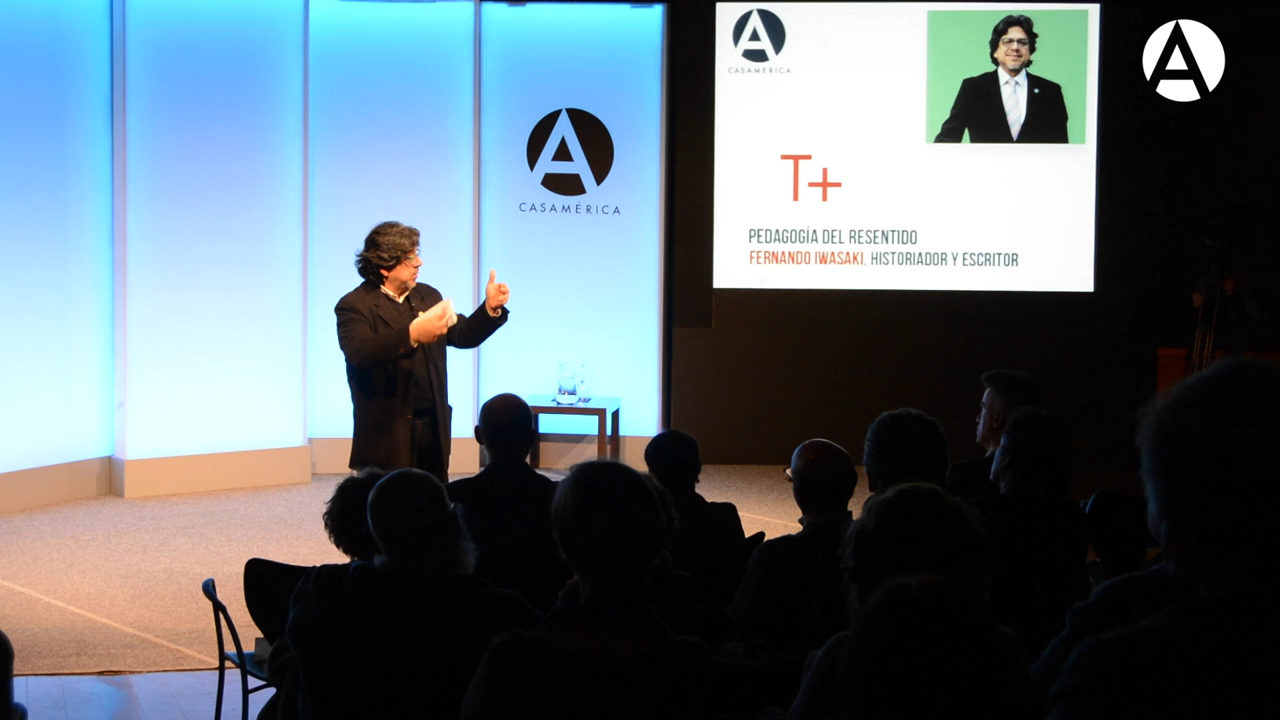 A
CASAMÉRICA
A
CASAMÉRICA
T+
PEDAGOGÍA DEL RESENTIDO
FERNANDO IWASAKI, HISTORIADOR Y ESCRITOR
A